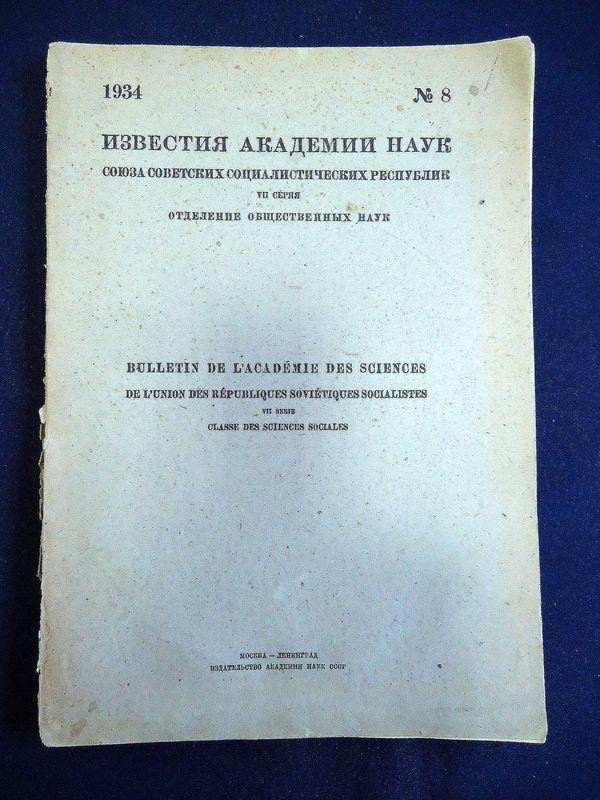 1934 № 8
ИЗВЕСТИЯ АКАДЕМИИ НАУК
СОЮЗА СОВЕТСКИХ СОЦИАЛИСТИЧЕСКИХ РЕСПУБЛИК
VII СЕРИЯ
ОТДЕЛЕНИЕ ОБЩЕСТВЕННЫХ НАУК
BULLETIN DE L'ACADÉMIE DES SCIENCES
DE L'UNION DES RÉPUBLIQUES SOVIÉTIQUES SOCIALISTES
VII SERIE
CLASSE DES SCIENCES SOCIALES
МОСКВА — ЛЕНИНГРАД
ИЗДАТЕЛЬСТВО АКАДЕМИИ НАУК СССР